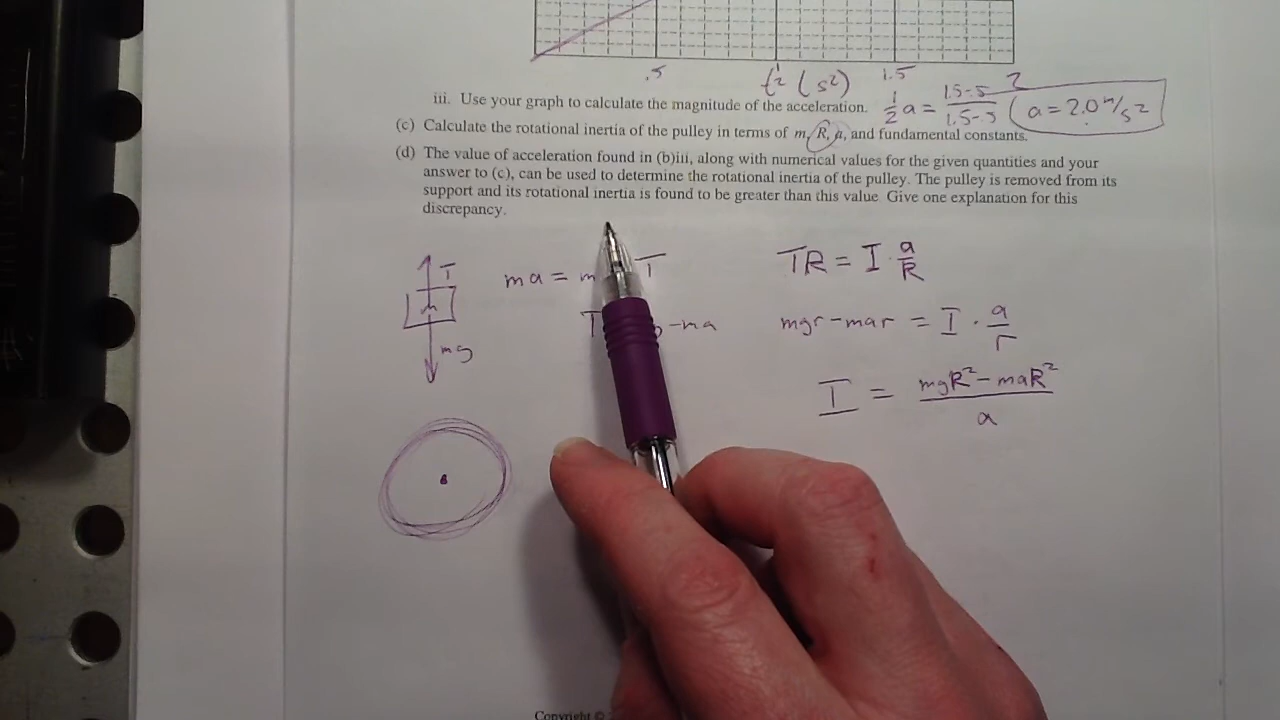 .5 1 1.5
t² (s²)
iii. Use your graph to calculate the magnitude of the acceleration.
½a = 1.5-.5 / 1.5-.5
a = 2.0 m/s²
(c) Calculate the rotational inertia of the pulley in terms of m, R, a, and fundamental constants.
(d) The value of acceleration found in (b)iii, along with numerical values for the given quantities and your
answer to (c), can be used to determine the rotational inertia of the pulley. The pulley is removed from its
support and its rotational inertia is found to be greater than this value Give one explanation for this
discrepancy.
T
m
mg
ma = m T
T -ma
TR = I · a/R
mgr-mar = I · a/r
I = mgR²-maR² / a
Copyright ©